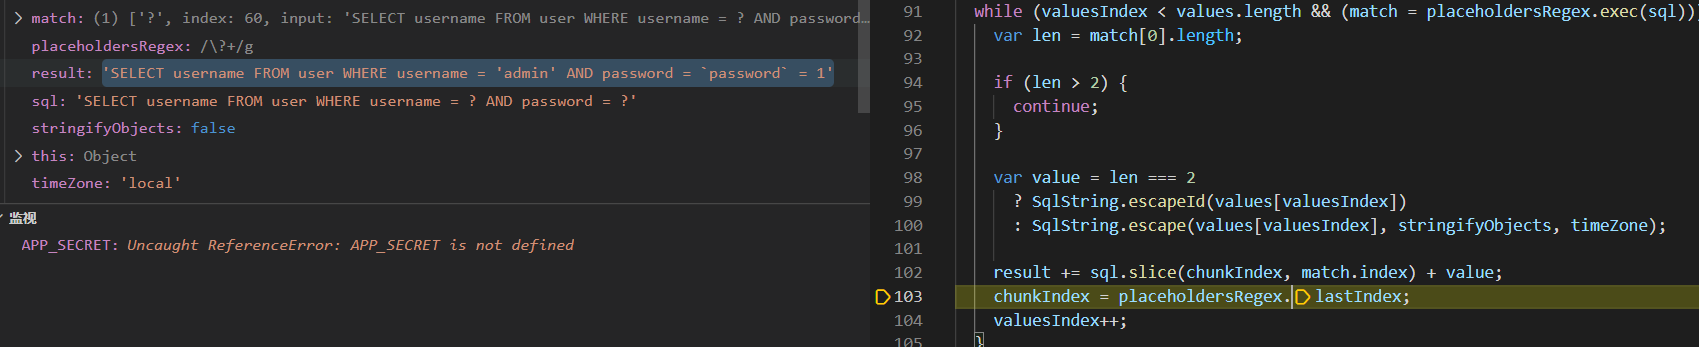 match: (1) ['?', index: 60, input: 'SELECT username FROM user WHERE username = ? AND password…
placeholdersRegex: /\?+/g
result: 'SELECT username FROM user WHERE username = 'admin' AND password = `password` = 1'
sql: 'SELECT username FROM user WHERE username = ? AND password = ?'
stringifyObjects: false
this: Object
timeZone: 'local'
监视
APP_SECRET: Uncaught ReferenceError: APP_SECRET is not defined
91 while (valuesIndex < values.length && (match = placeholdersRegex.exec(sql)))
92 var len = match[0].length;
93
94 if (len > 2) {
95 continue;
96 }
97
98 var value = len === 2
99 ? SqlString.escapeId(values[valuesIndex])
100 : SqlString.escape(values[valuesIndex], stringifyObjects, timeZone);
101
102 result += sql.slice(chunkIndex, match.index) + value;
103 chunkIndex = placeholdersRegex.lastIndex;
104 valuesIndex++;
105 }